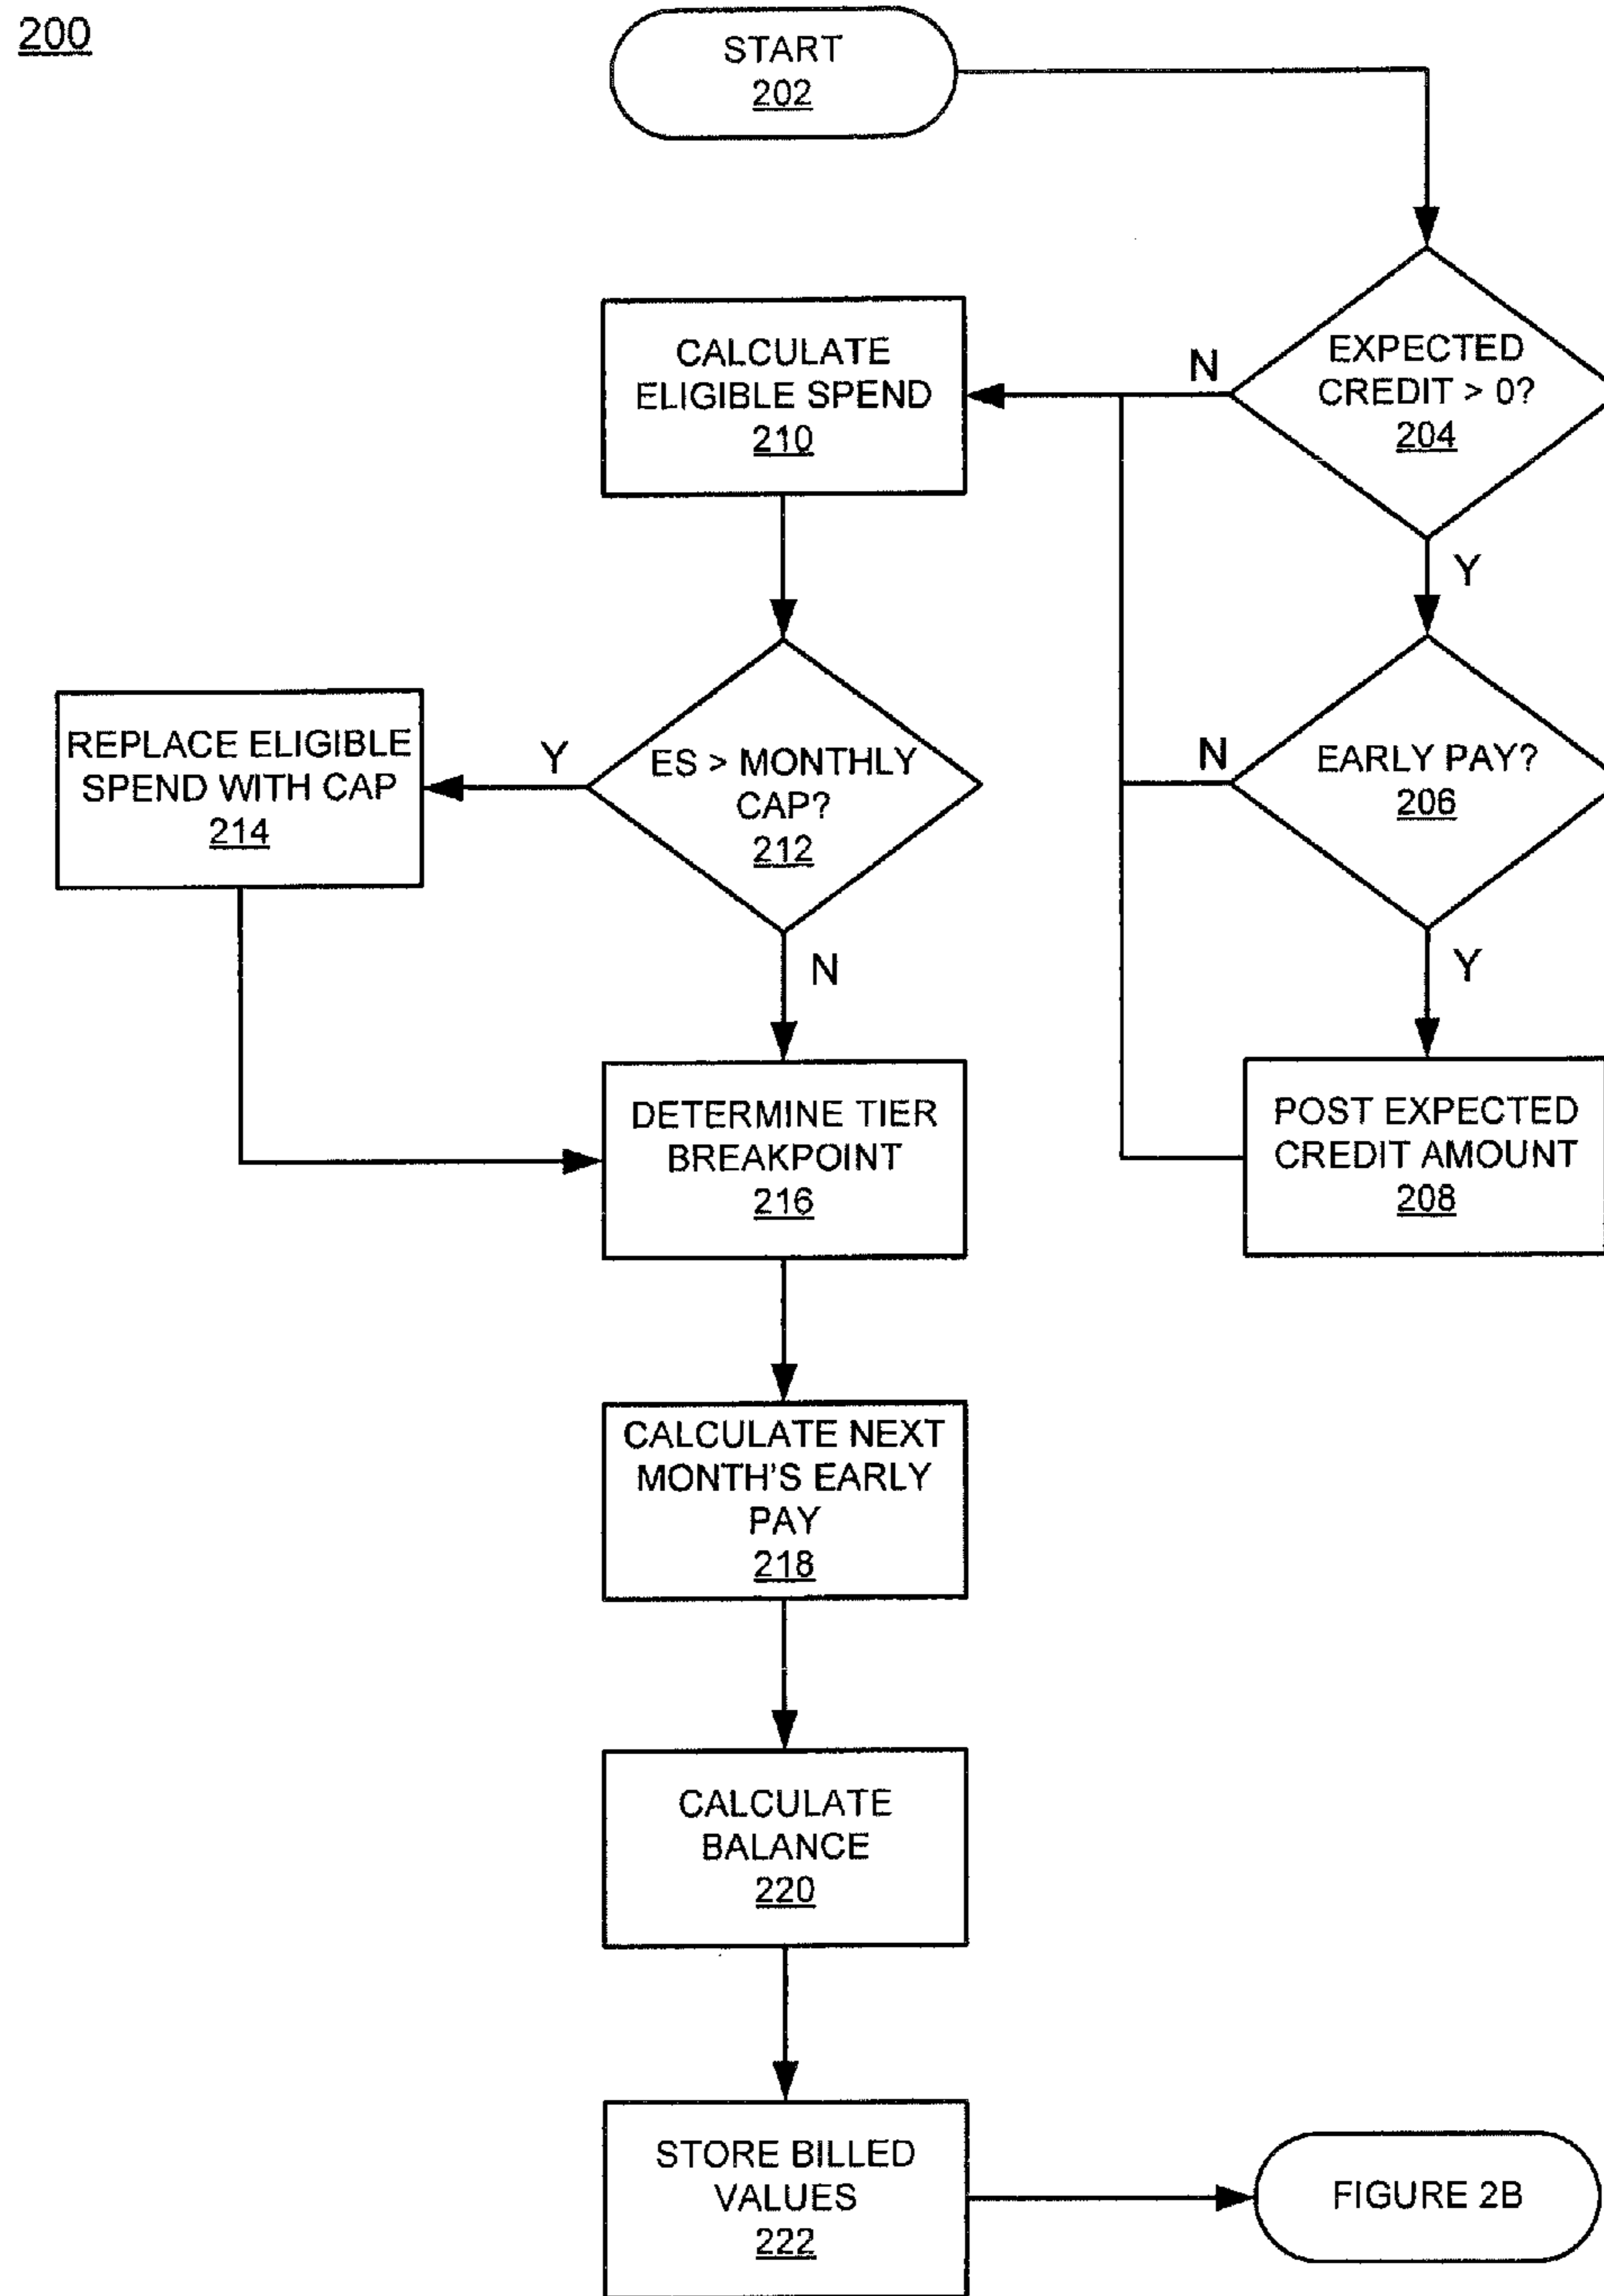 200
START
202
EXPECTED
CREDIT > 0?
204
N
Y
CALCULATE
ELIGIBLE SPEND
210
EARLY PAY?
206
N
Y
REPLACE ELIGIBLE
SPEND WITH CAP
214
Y
ES > MONTHLY
CAP?
212
N
POST EXPECTED
CREDIT AMOUNT
208
DETERMINE TIER
BREAKPOINT
216
CALCULATE NEXT
MONTH'S EARLY
PAY
218
CALCULATE
BALANCE
220
STORE BILLED
VALUES
222
FIGURE 2B